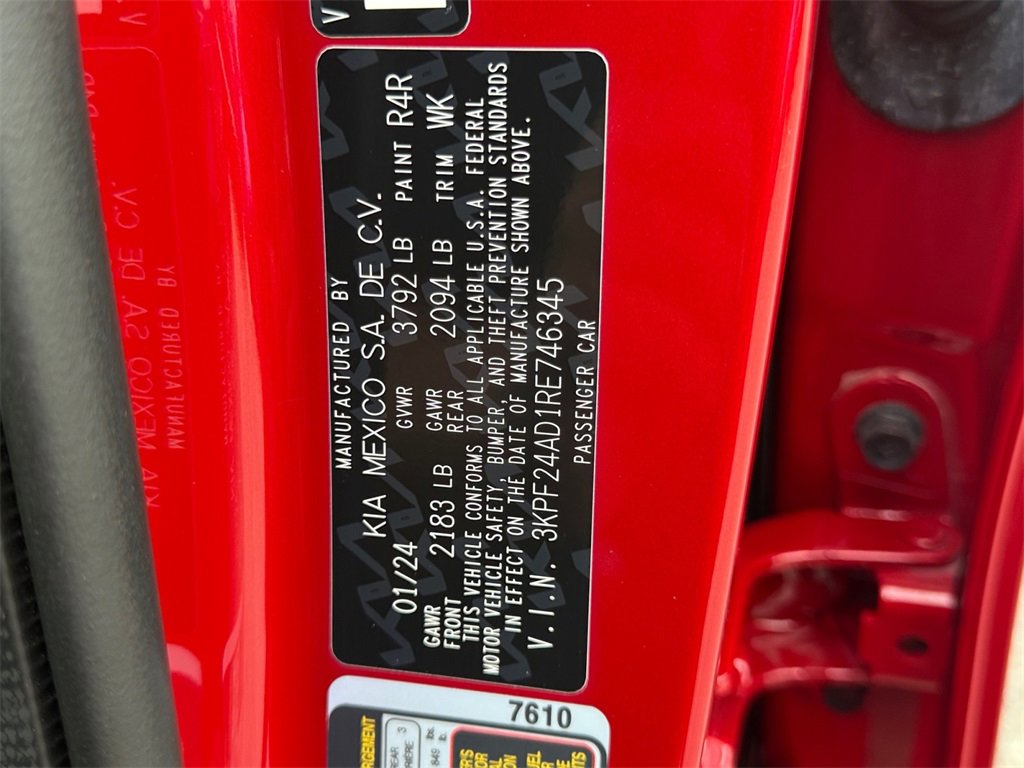 MANUFACTURED BY
KIA MEXICO S.A. DE C.V.
01/24 GVWR 3792 LB PAINT R4R
GAWR FRONT 2183 LB GAWR REAR 2094 LB TRIM WK
THIS VEHICLE CONFORMS TO ALL APPLICABLE U.S.A. FEDERAL
MOTOR VEHICLE SAFETY, BUMPER, AND THEFT PREVENTION STANDARDS
IN EFFECT ON THE DATE OF MANUFACTURE SHOWN ABOVE.
V.I.N. 3KPF24AD1RE746345
PASSENGER CAR
7610
V